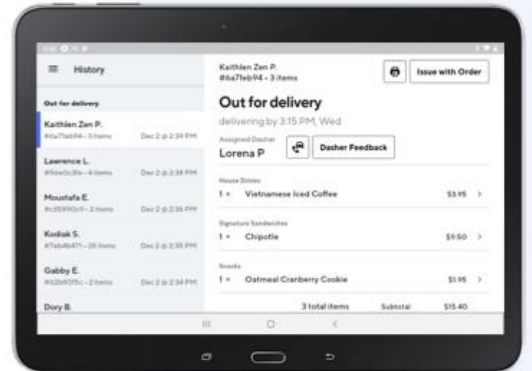 History
Out for delivery
Kaithlen Zen P.
#6a71eb94 - 3 items
Dec 2 @ 2:39 PM
Lawrence L.
Dec 2 @ 2:38 PM
Moustafa E.
Dec 2 @ 2:36 PM
Kodiak S.
Dec 2 @ 2:35 PM
Gabby E.
Dec 2 @ 2:34 PM
Dory B.
Kaithlen Zen P.
#6a71eb94 - 3 items
Issue with Order
Out for delivery
delivering by 3:15 PM, Wed
Assigned Dasher
Lorena P
Dasher Feedback
House Drinks
1 × Vietnamese Iced Coffee $3.95
Signature Sandwiches
1 × Chipotle $9.50
Snacks
1 × Oatmeal Cranberry Cookie $1.95
3 total items Subtotal $15.40